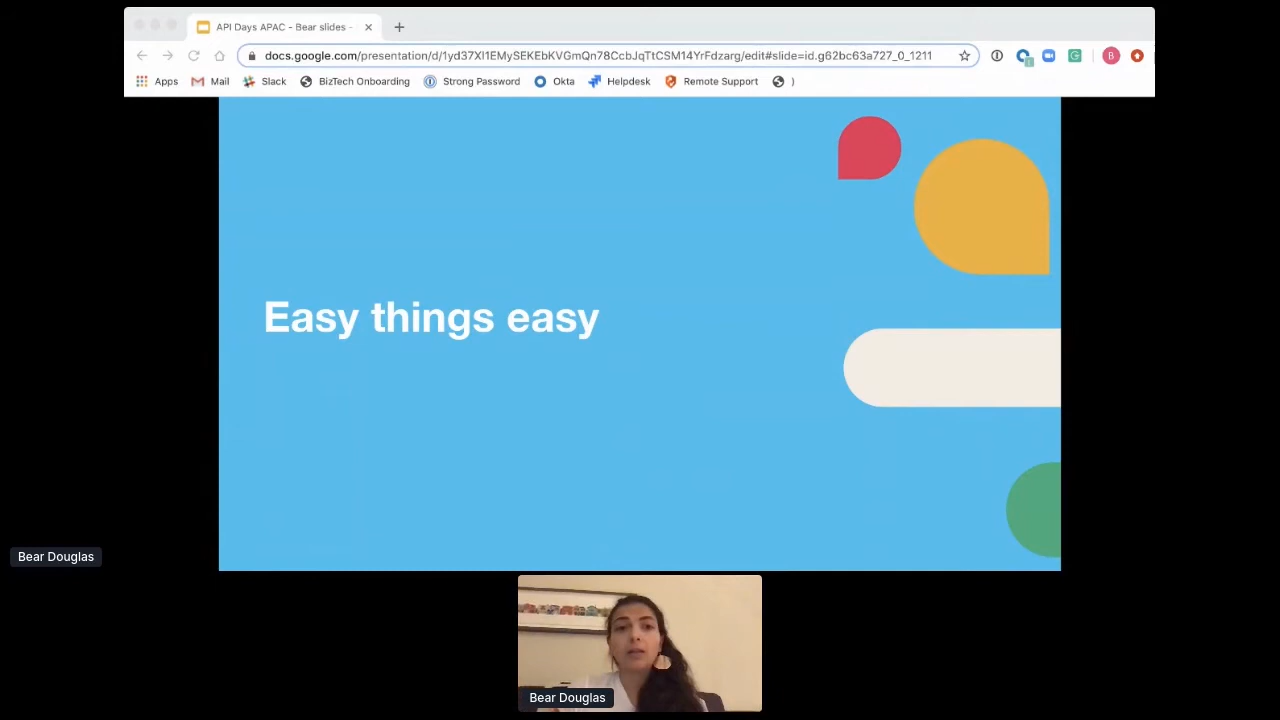 API Days APAC - Bear slides -
docs.google.com/presentation/d/1yd37Xl1EMySEKEbKVGmQn78CcbJqTtCSM14YrFdzarg/edit#slide=id.g62bc63a727_0_1211
B
Apps Mail Slack BizTech Onboarding Strong Password Okta Helpdesk Remote Support )
Easy things easy
Bear Douglas
Bear Douglas